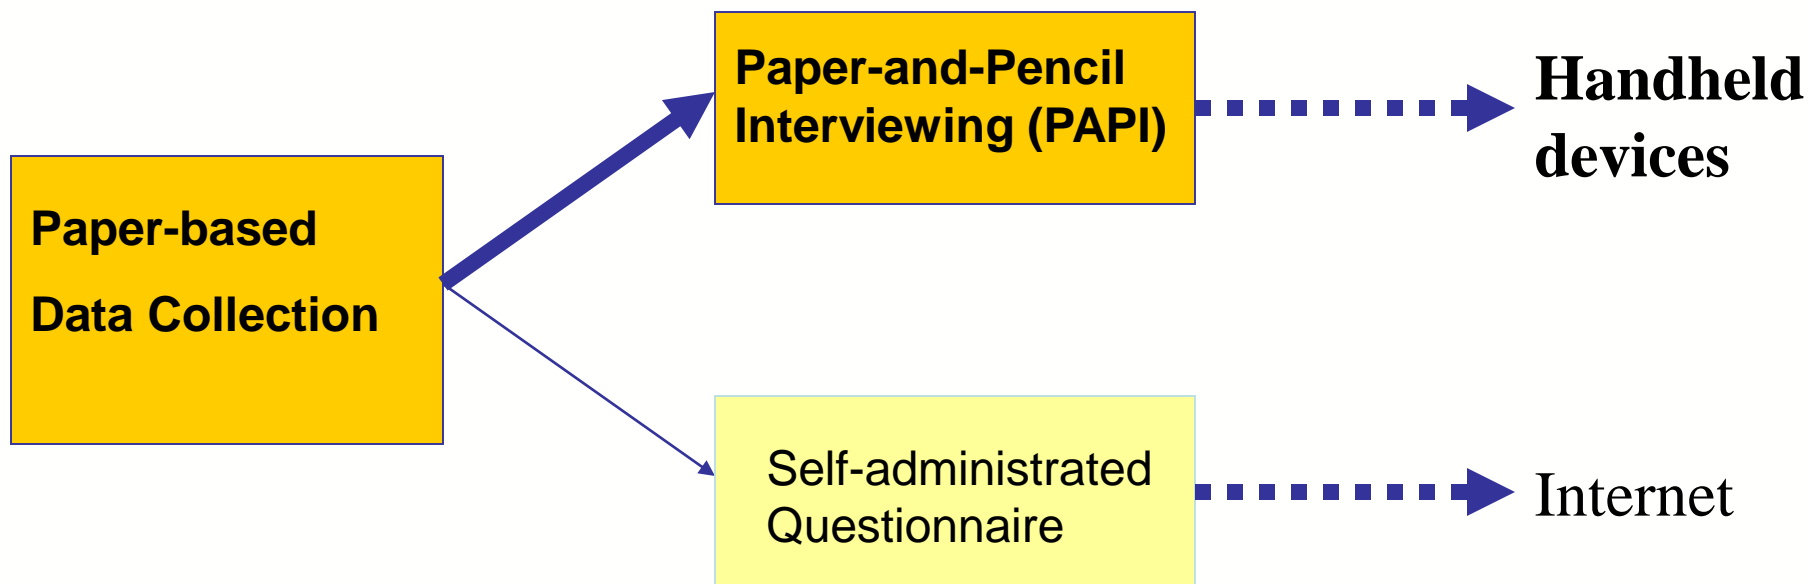 Paper-based
Data Collection
Paper-and-Pencil
Interviewing (PAPI)
Handheld
devices
Self-administrated
Questionnaire
Internet